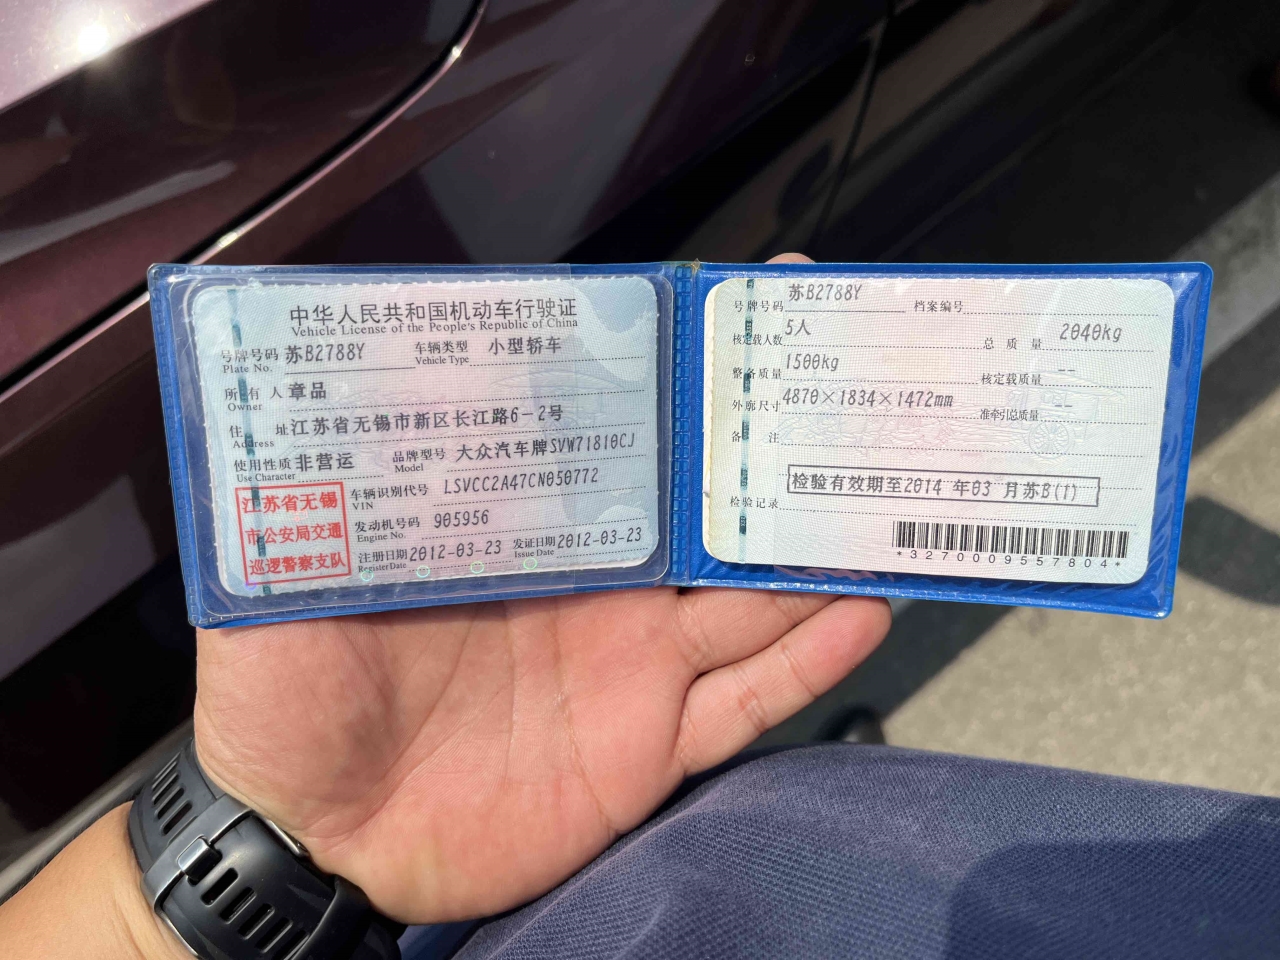 中华人民共和国机动车行驶证
Vehicle License of the People's Republic of China
号牌号码 苏B2788Y 车辆类型 小型轿车
Plate No. Vehicle Type
所有人 章品
Owner
住址 江苏省无锡市新区长江路6-2号
Address
使用性质 非营运 品牌型号 大众汽车牌SVW71810CJ
Use Character Model
江苏省无锡
市公安局交通
巡逻警察支队
车辆识别代号 LSVCC2A47CN050772
VIN
发动机号码 905956
Engine No.
注册日期 2012-03-23 发证日期 2012-03-23
Register Date Issue Date
号牌号码 苏B2788Y 档案编号
核定载人数 5人 总质量 2040kg
整备质量 1500kg 核定载质量 --
外廓尺寸 4870×1834×1472mm 准牵引总质量 --
备注
检验记录 检验有效期至2014 年03 月苏B(1)
*3270009557804*